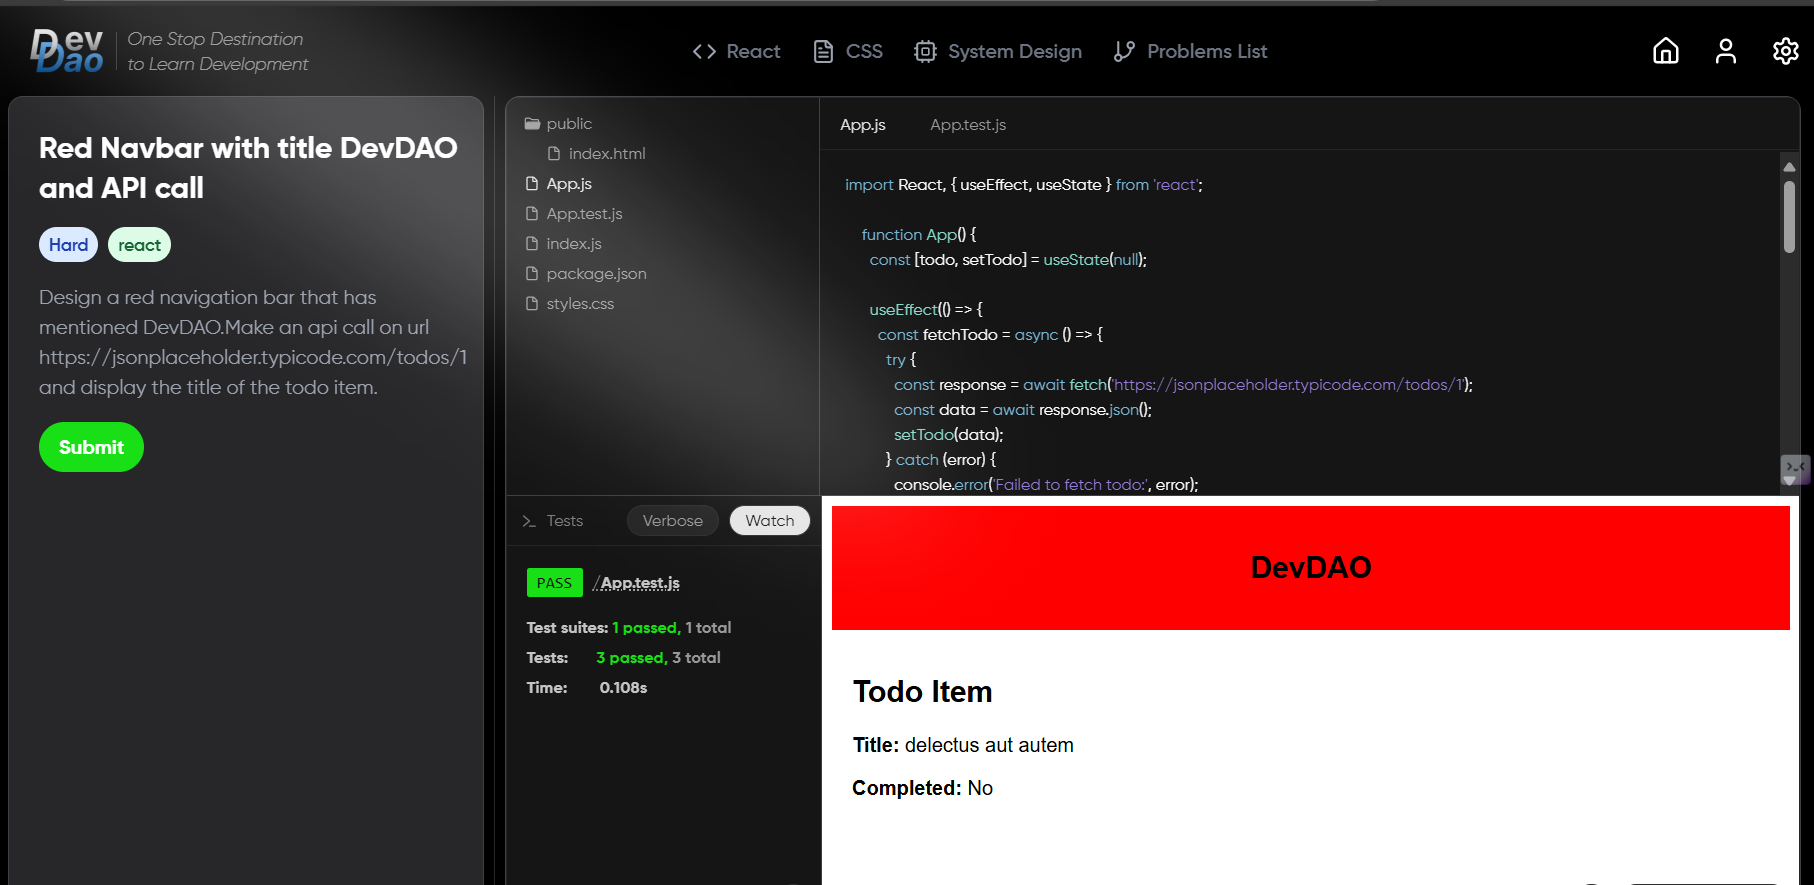 Dev
Dao
One Stop Destination
to Learn Development
React
CSS
System Design
Problems List
Red Navbar with title DevDAO
and API call
Hard
react
Design a red navigation bar that has
mentioned DevDAO.Make an api call on url
https://jsonplaceholder.typicode.com/todos/1
and display the title of the todo item.
Submit
public
index.html
App.js
App.test.js
index.js
package.json
styles.css
App.js
App.test.js
import React, { useEffect, useState } from 'react';
function App() {
const [todo, setTodo] = useState(null);
useEffect(() => {
const fetchTodo = async () => {
try {
const response = await fetch('https://jsonplaceholder.typicode.com/todos/1');
const data = await response.json();
setTodo(data);
} catch (error) {
console.error('Failed to fetch todo:', error);
Tests
Verbose
Watch
PASS /App.test.js
Test suites: 1 passed, 1 total
Tests: 3 passed, 3 total
Time: 0.108s
DevDAO
Todo Item
Title: delectus aut autem
Completed: No